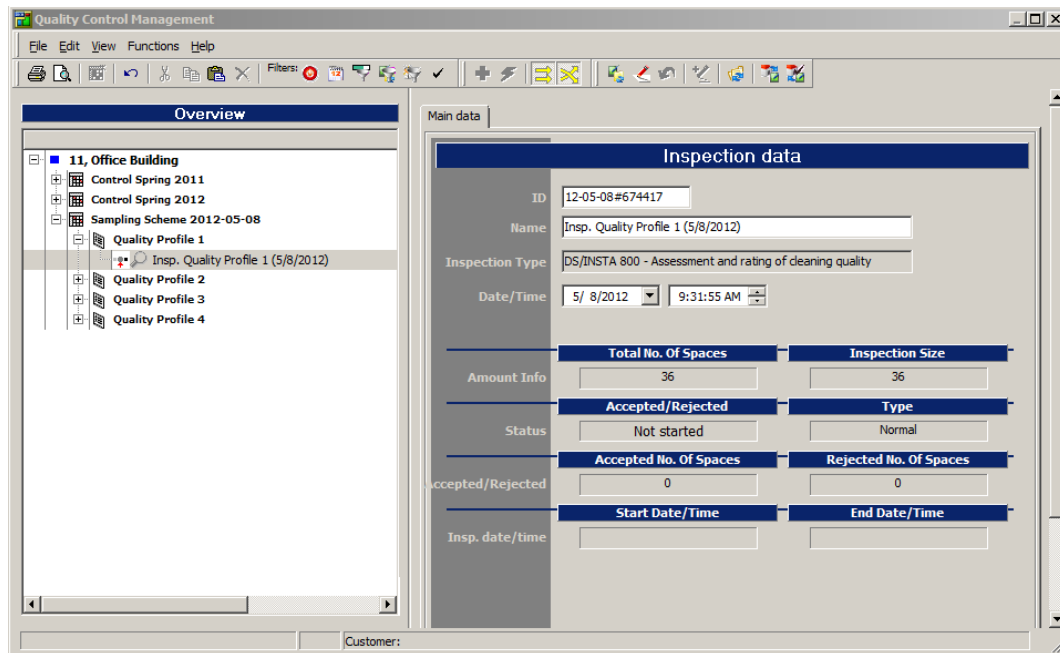 Quality Control Management
File Edit View Functions Help
Filters: 12
Overview
11, Office Building
Control Spring 2011
Control Spring 2012
Sampling Scheme 2012-05-08
Quality Profile 1
Insp. Quality Profile 1 (5/8/2012)
Quality Profile 2
Quality Profile 3
Quality Profile 4
Main data
Inspection data
ID 12-05-08#674417
Name Insp. Quality Profile 1 (5/8/2012)
Inspection Type DS/INSTA 800 - Assessment and rating of cleaning quality
Date/Time 5/ 8/2012 9:31:55 AM
Total No. Of Spaces Inspection Size
Amount Info 36 36
Accepted/Rejected Type
Status Not started Normal
Accepted No. Of Spaces Rejected No. Of Spaces
Accepted/Rejected 0 0
Start Date/Time End Date/Time
Insp. date/time
Customer: